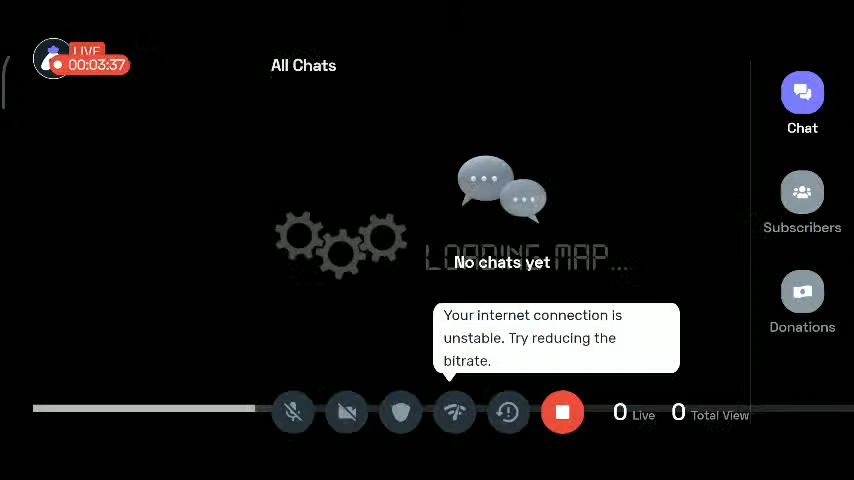 LIVE
00:03:37
All Chats
Chat
Subscribers
LOADING MAP....
No chats yet
Your internet connection is
unstable. Try reducing the
bitrate.
Donations
0 Live 0 Total View